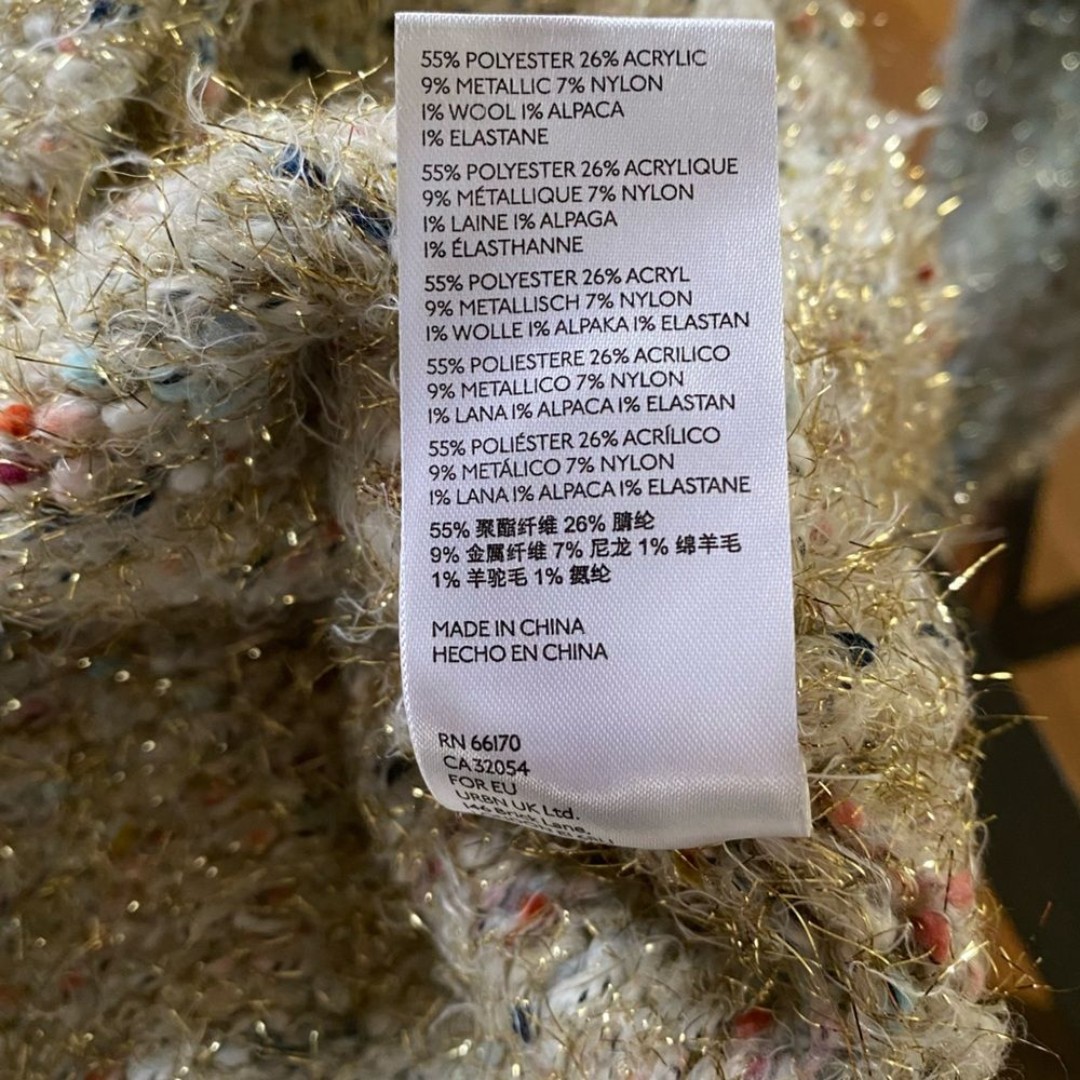 55% POLYESTER 26% ACRYLIC
9% METALLIC 7% NYLON
1% WOOL 1% ALPACA
1% ELASTANE
55% POLYESTER 26% ACRYLIQUE
9% MÉTALLIQUE 7% NYLON
1% LAINE 1% ALPAGA
1% ÉLASTHANNE
55% POLYESTER 26% ACRYL
9% METALLISCH 7% NYLON
1% WOLLE 1% ALPAKA 1% ELASTAN
55% POLIESTERE 26% ACRILICO
9% METALLICO 7% NYLON
1% LANA 1% ALPACA 1% ELASTAN
55% POLIÉSTER 26% ACRÍLICO
9% METÁLICO 7% NYLON
1% LANA 1% ALPACA 1% ELASTANE
55% 聚酯纤维 26% 腈纶
9% 金属纤维 7% 尼龙 1% 绵羊毛
1% 羊驼毛 1% 氨纶
MADE IN CHINA
HECHO EN CHINA
RN 66170
CA 32054
FOR EU
URBN UK Ltd.
146 Brick Lane,